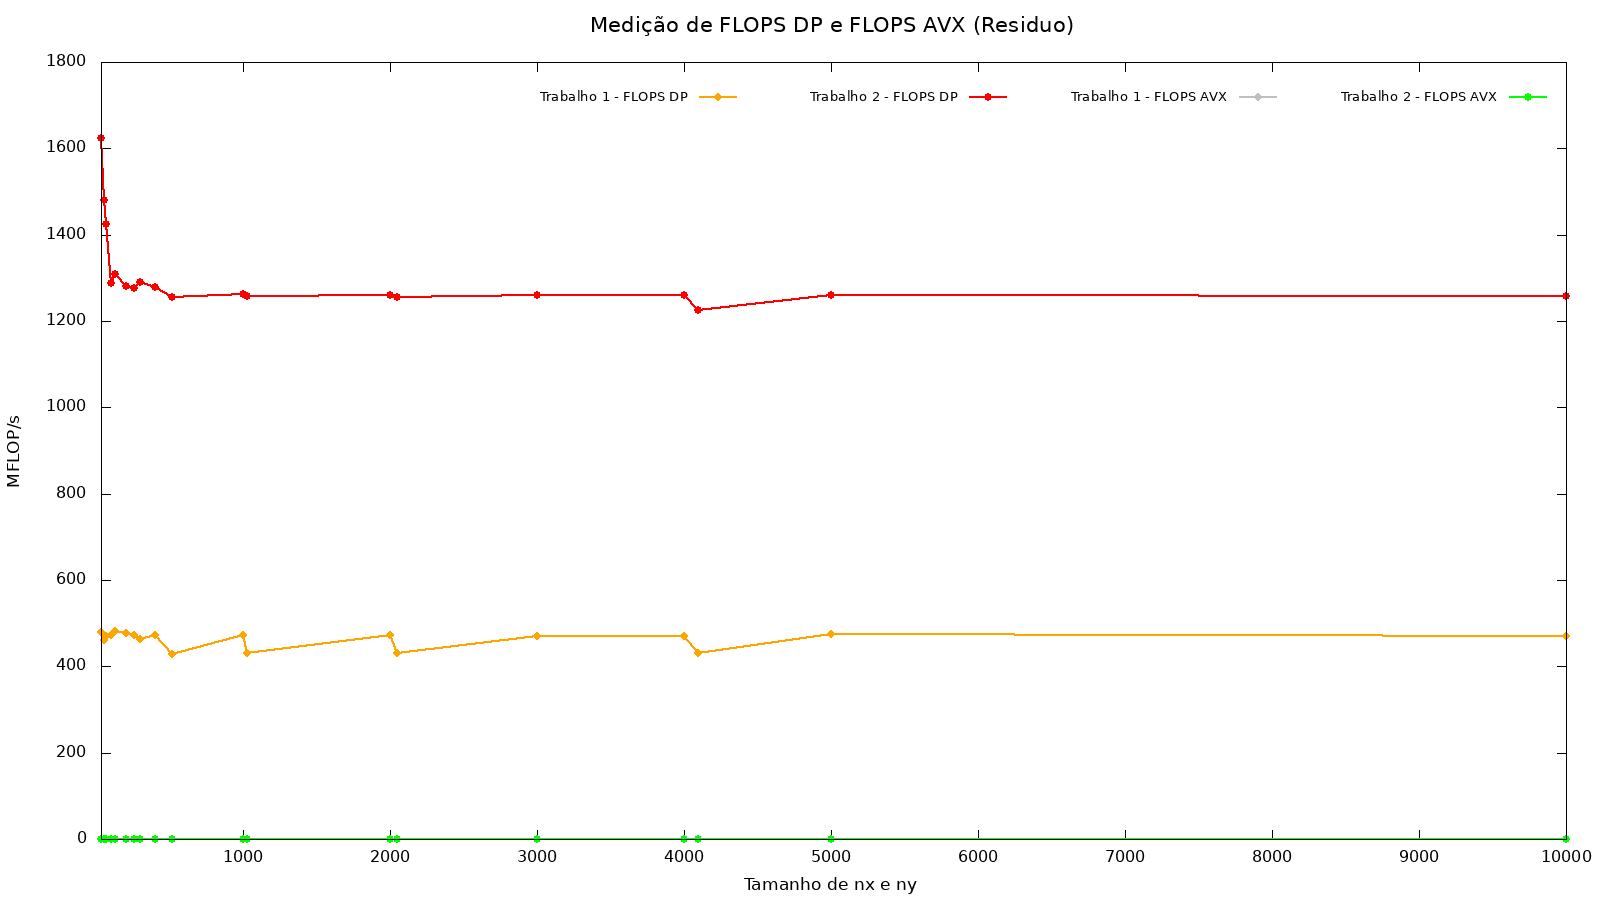 Medição de FLOPS DP e FLOPS AVX (Residuo)
Trabalho 1 - FLOPS DP
Trabalho 2 - FLOPS DP
Trabalho 1 - FLOPS AVX
Trabalho 2 - FLOPS AVX
MFLOP/s
1800
1600
1400
1200
1000
800
600
400
200
0
1000
2000
3000
4000
5000
6000
7000
8000
9000
10000
Tamanho de nx e ny